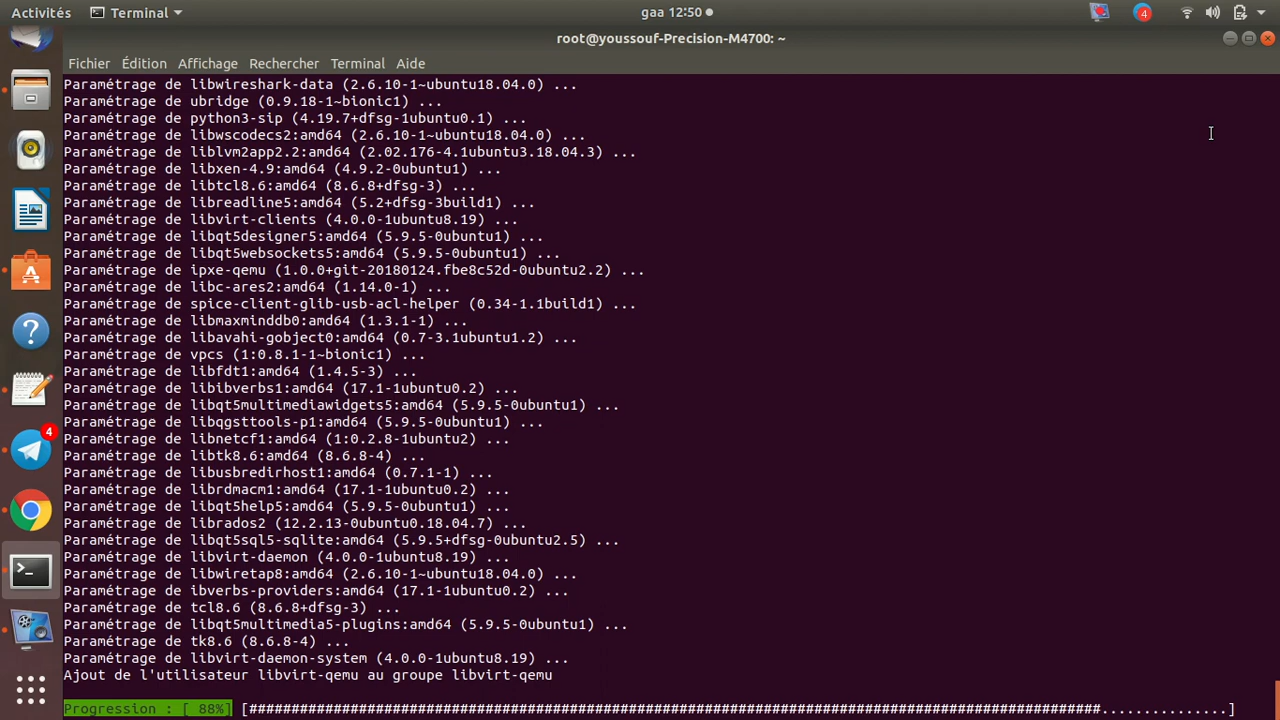 Activités
Terminal
gaa 12:50
4
root@youssouf-Precision-M4700: ~
Fichier Édition Affichage Rechercher Terminal Aide
Paramétrage de libwireshark-data (2.6.10-1~ubuntu18.04.0) ...
Paramétrage de ubridge (0.9.18-1~bionic1) ...
Paramétrage de python3-sip (4.19.7+dfsg-1ubuntu0.1) ...
Paramétrage de libwscodecs2:amd64 (2.6.10-1~ubuntu18.04.0) ...
Paramétrage de liblvm2app2.2:amd64 (2.02.176-4.1ubuntu3.18.04.3) ...
Paramétrage de libxen-4.9:amd64 (4.9.2-0ubuntu1) ...
Paramétrage de libtcl8.6:amd64 (8.6.8+dfsg-3) ...
Paramétrage de libreadline5:amd64 (5.2+dfsg-3build1) ...
Paramétrage de libvirt-clients (4.0.0-1ubuntu8.19) ...
Paramétrage de libqt5designer5:amd64 (5.9.5-0ubuntu1) ...
Paramétrage de libqt5websockets5:amd64 (5.9.5-0ubuntu1) ...
Paramétrage de ipxe-qemu (1.0.0+git-20180124.fbe8c52d-0ubuntu2.2) ...
Paramétrage de libc-ares2:amd64 (1.14.0-1) ...
Paramétrage de spice-client-glib-usb-acl-helper (0.34-1.1build1) ...
Paramétrage de libmaxminddb0:amd64 (1.3.1-1) ...
Paramétrage de libavahi-gobject0:amd64 (0.7-3.1ubuntu1.2) ...
Paramétrage de vpcs (1:0.8.1-1~bionic1) ...
Paramétrage de libfdt1:amd64 (1.4.5-3) ...
Paramétrage de libibverbs1:amd64 (17.1-1ubuntu0.2) ...
Paramétrage de libqt5multimediawidgets5:amd64 (5.9.5-0ubuntu1) ...
Paramétrage de libqgsttools-p1:amd64 (5.9.5-0ubuntu1) ...
Paramétrage de libnetcf1:amd64 (1:0.2.8-1ubuntu2) ...
Paramétrage de libtk8.6:amd64 (8.6.8-4) ...
Paramétrage de libusbredirhost1:amd64 (0.7.1-1) ...
Paramétrage de librdmacm1:amd64 (17.1-1ubuntu0.2) ...
Paramétrage de libqt5help5:amd64 (5.9.5-0ubuntu1) ...
Paramétrage de librados2 (12.2.13-0ubuntu0.18.04.7) ...
Paramétrage de libqt5sql5-sqlite:amd64 (5.9.5+dfsg-0ubuntu2.5) ...
Paramétrage de libvirt-daemon (4.0.0-1ubuntu8.19) ...
Paramétrage de libwiretap8:amd64 (2.6.10-1~ubuntu18.04.0) ...
Paramétrage de ibverbs-providers:amd64 (17.1-1ubuntu0.2) ...
Paramétrage de tcl8.6 (8.6.8+dfsg-3) ...
Paramétrage de libqt5multimedia5-plugins:amd64 (5.9.5-0ubuntu1) ...
Paramétrage de tk8.6 (8.6.8-4) ...
Paramétrage de libvirt-daemon-system (4.0.0-1ubuntu8.19) ...
Ajout de l'utilisateur libvirt-qemu au groupe libvirt-qemu
Progression : [ 88%] [#####################################################################################################...............]
4